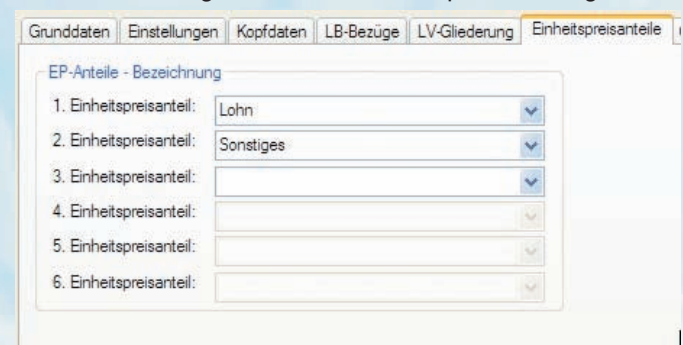 Grunddaten Einstellungen Kopfdaten LB-Bezüge LV-Gliederung Einheitspreisanteile
EP-Anteile - Bezeichnung
1. Einheitspreisanteil: Lohn
2. Einheitspreisanteil: Sonstiges
3. Einheitspreisanteil:
4. Einheitspreisanteil:
5. Einheitspreisanteil:
6. Einheitspreisanteil: